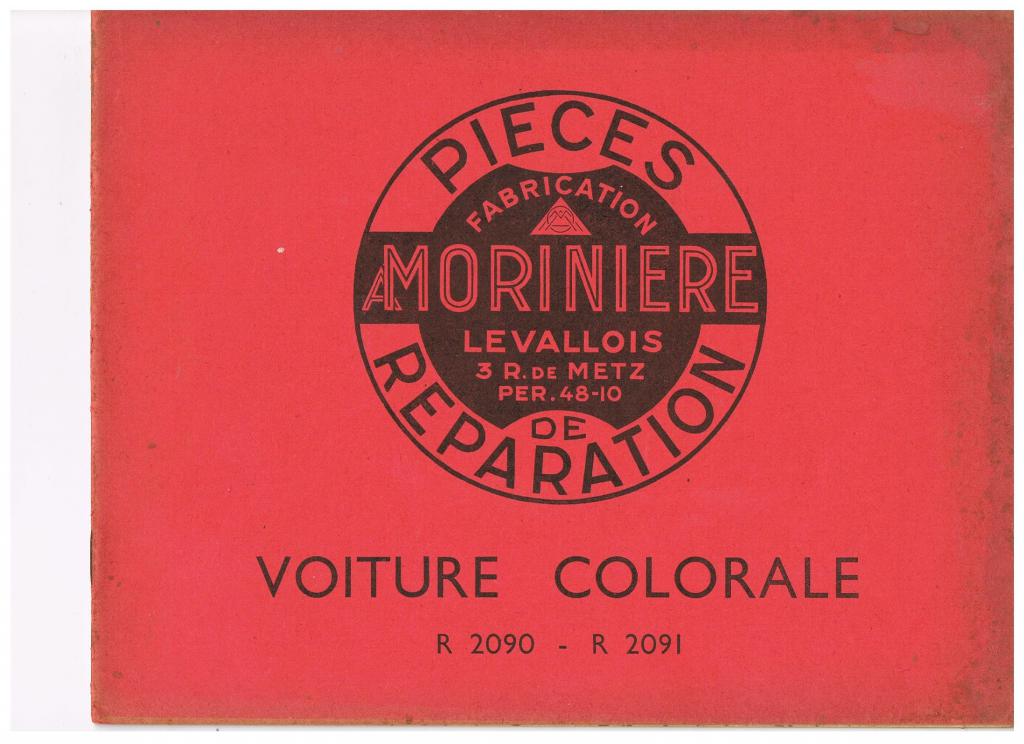 PIECES
FABRICATION
A. MORINIERE
LEVALLOIS
3 R. DE METZ
PER. 48-10
DE
REPARATION
VOITURE COLORALE
R 2090 - R 2091